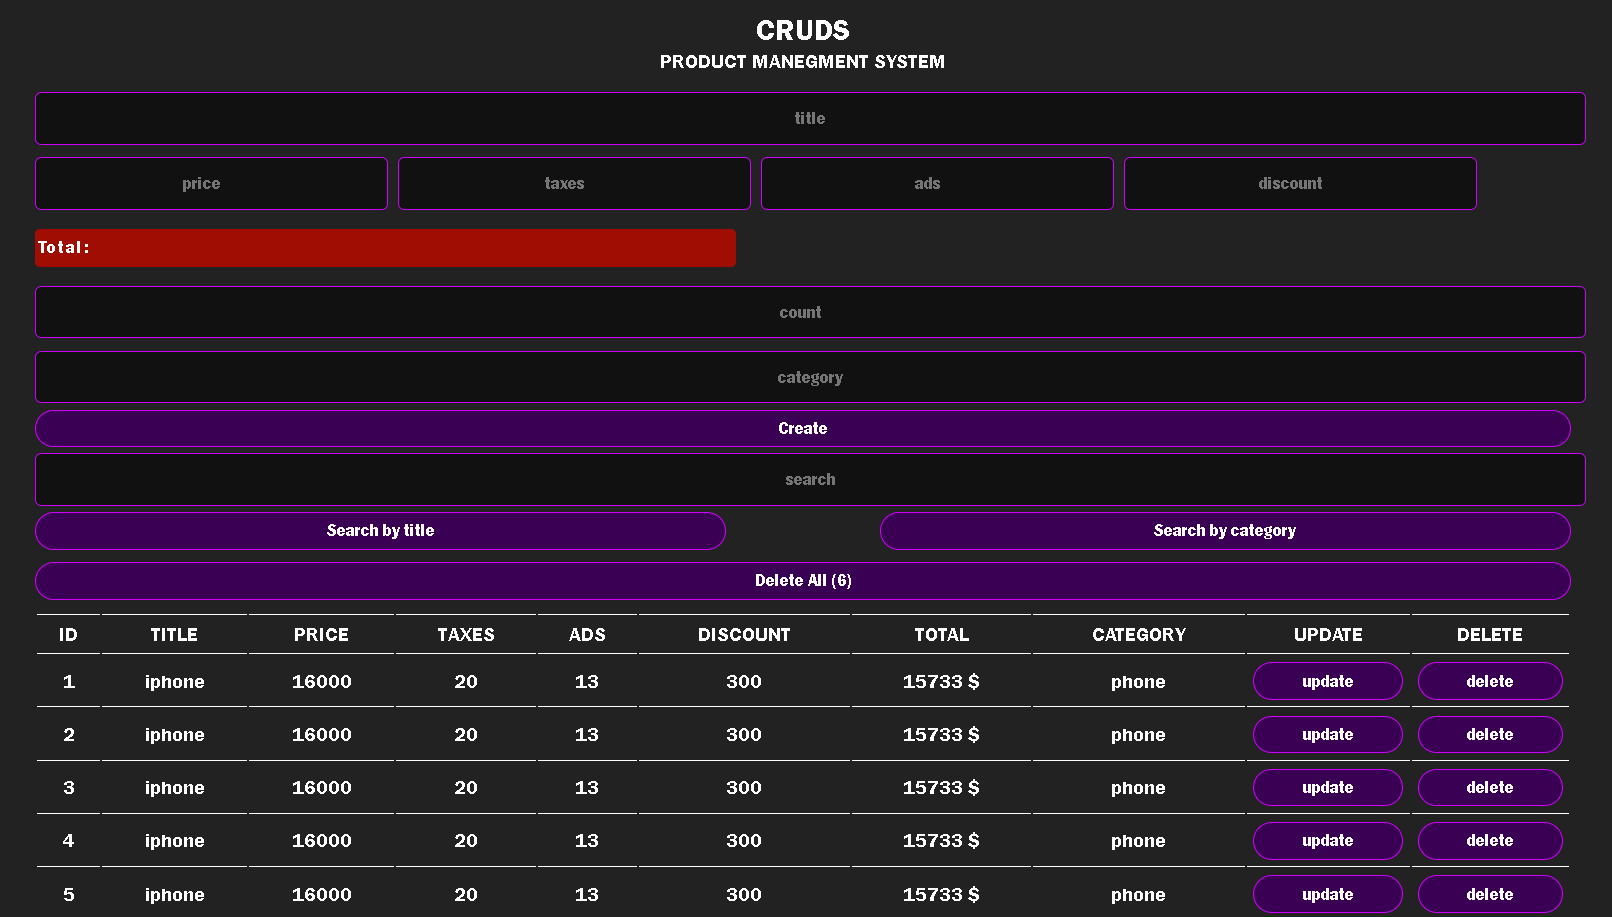 CRUDS
PRODUCT MANEGMENT SYSTEM
title
price taxes ads discount
Total:
count
category
Create
search
Search by title Search by category
Delete All (6)
ID TITLE PRICE TAXES ADS DISCOUNT TOTAL CATEGORY UPDATE DELETE
1 iphone 16000 20 13 300 15733 $ phone update delete
2 iphone 16000 20 13 300 15733 $ phone update delete
3 iphone 16000 20 13 300 15733 $ phone update delete
4 iphone 16000 20 13 300 15733 $ phone update delete
5 iphone 16000 20 13 300 15733 $ phone update delete